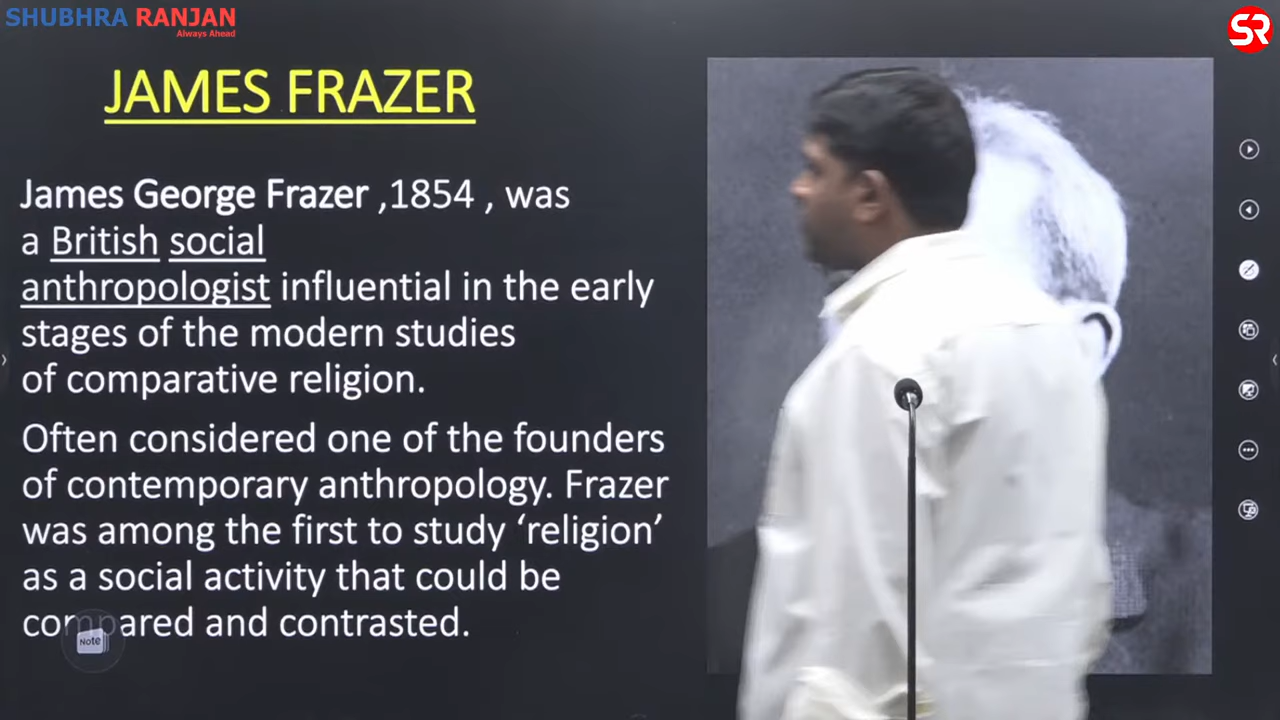 SHUBHRA RANJAN
Always Ahead
SR
JAMES FRAZER
James George Frazer ,1854 , was
a British social
anthropologist influential in the early
stages of the modern studies
of comparative religion.
Often considered one of the founders
of contemporary anthropology. Frazer
was among the first to study ‘religion’
as a social activity that could be
compared and contrasted.
Note